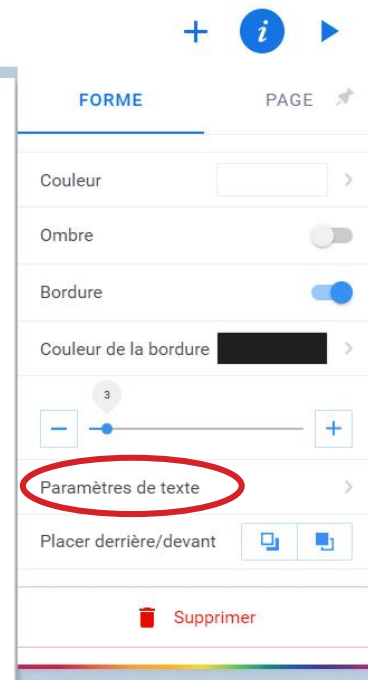 i
FORME PAGE
Couleur
Ombre
Bordure
Couleur de la bordure
3
Paramètres de texte
Placer derrière/devant
Supprimer